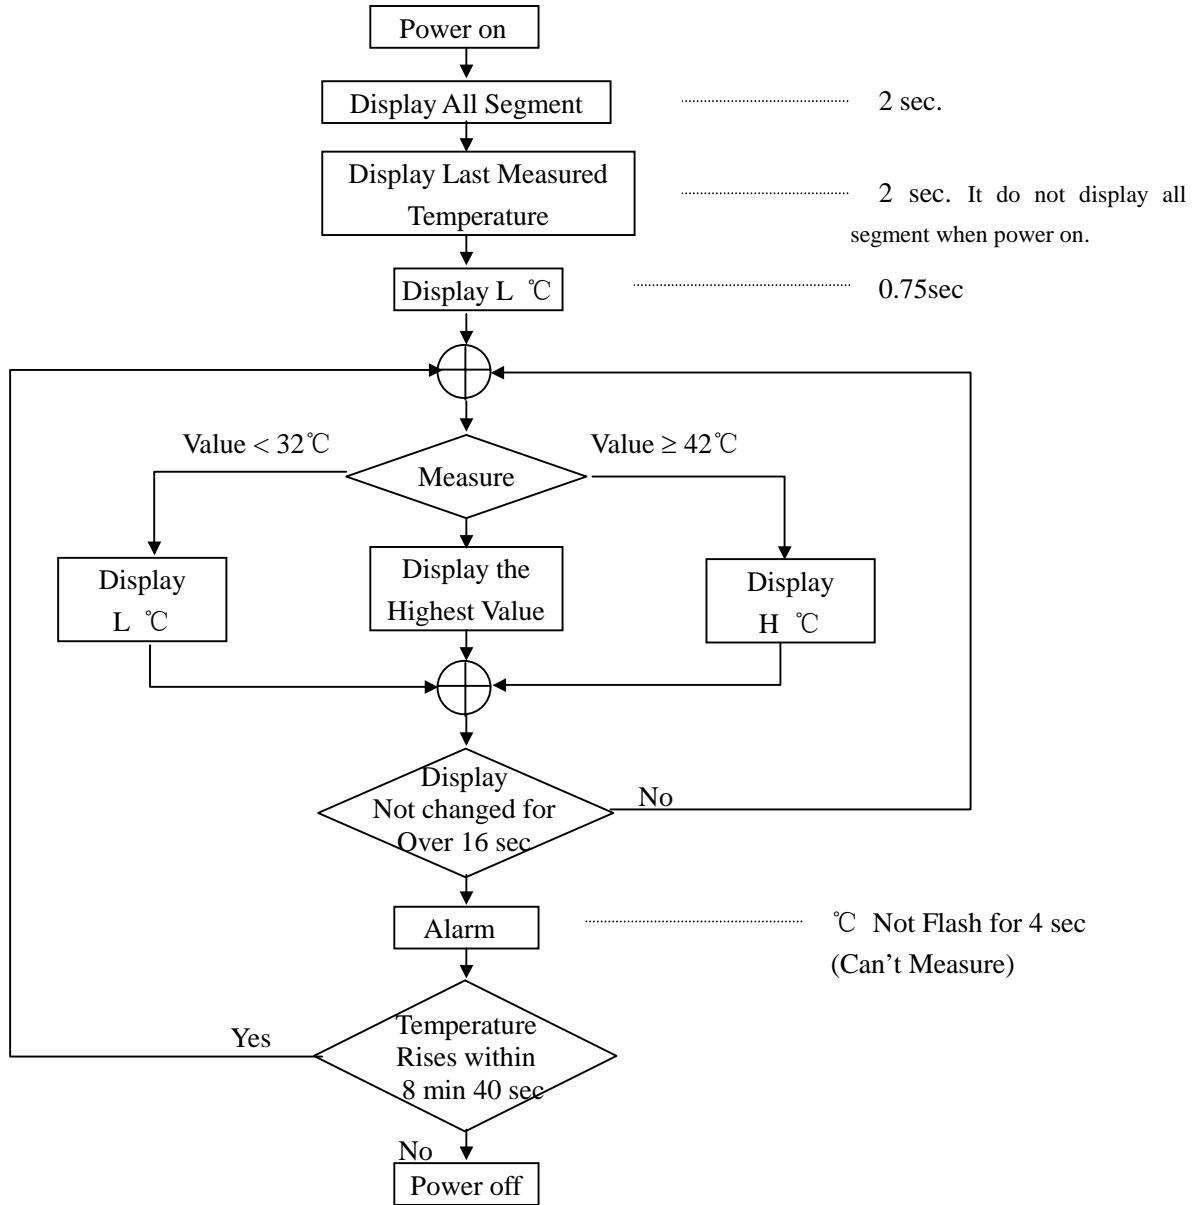 Power on
Display All Segment
2 sec.
Display Last Measured
Temperature
2 sec. It do not display all
segment when power on.
Display L ℃
0.75sec
Value < 32℃
Value ≥ 42℃
Measure
Display
L ℃
Display the
Highest Value
Display
H ℃
Display
Not changed for
Over 16 sec
No
Alarm
℃ Not Flash for 4 sec
(Can't Measure)
Temperature
Rises within
8 min 40 sec
Yes
No
Power off